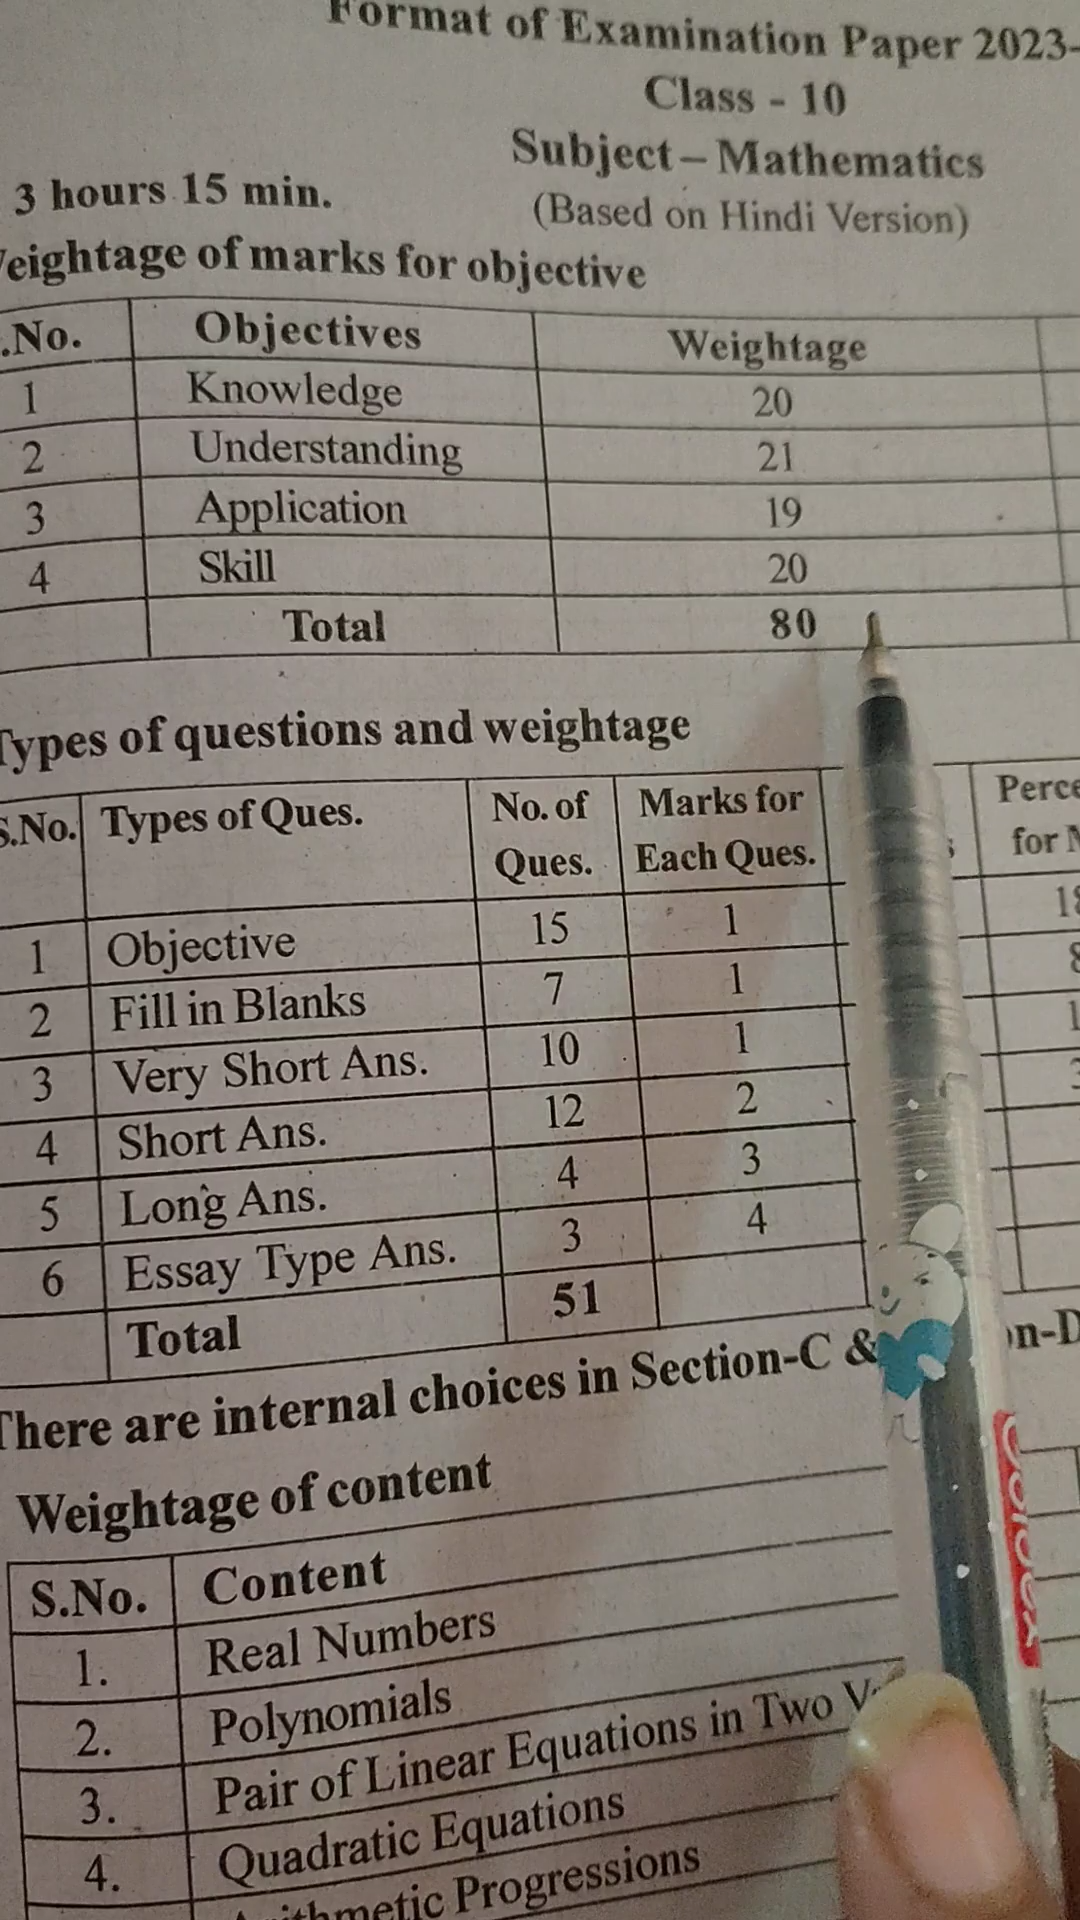 Format of Examination Paper 2023-
Class - 10
Subject – Mathematics
3 hours 15 min.
(Based on Hindi Version)
eightage of marks for objective
.No. Objectives Weightage
1 Knowledge 20
2 Understanding 21
3 Application 19
4 Skill 20
Total 80
Types of questions and weightage
S.No. Types of Ques. No. of Ques. Marks for Each Ques. Perce
for
1 Objective 15 1
2 Fill in Blanks 7 1
3 Very Short Ans. 10 1
4 Short Ans. 12 2
5 Long Ans. 4 3
6 Essay Type Ans. 3 4
Total 51
There are internal choices in Section-C & n-D
Weightage of content
S.No. Content
1. Real Numbers
2. Polynomials
3. Pair of Linear Equations in Two V
4. Quadratic Equations
Arithmetic Progressions